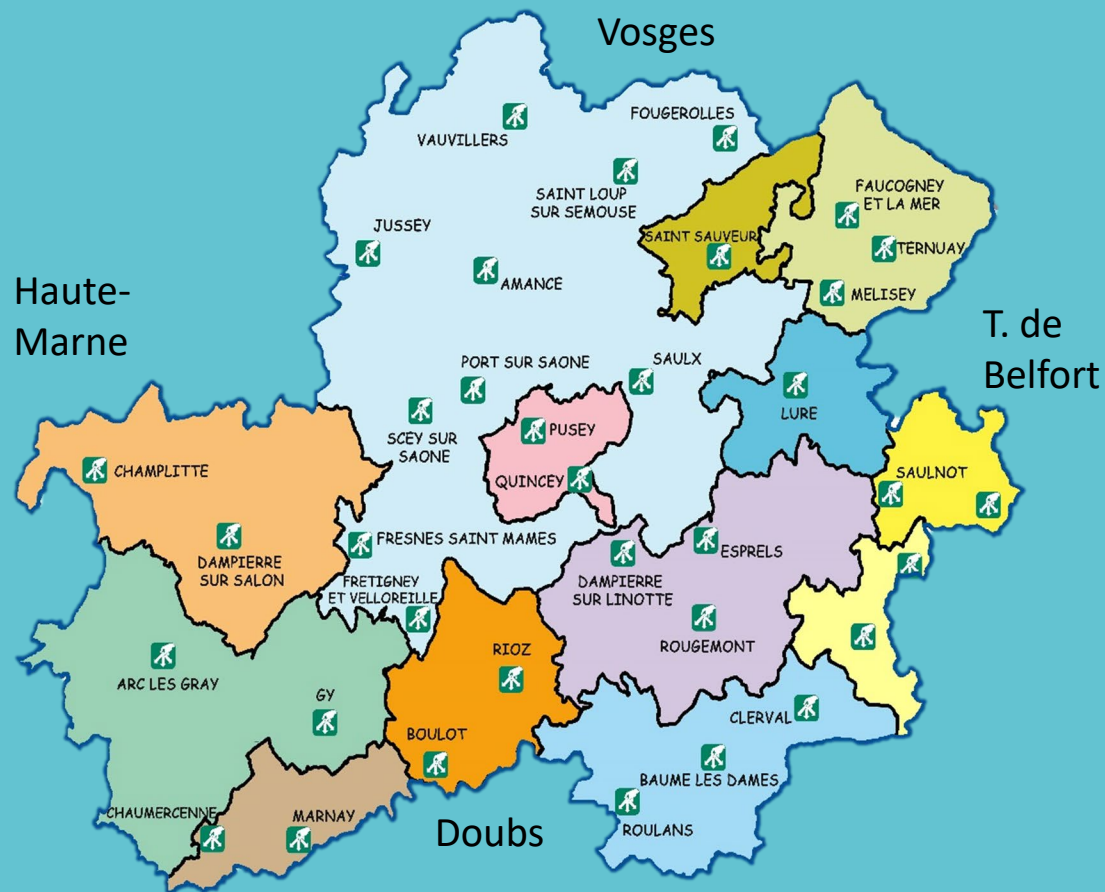 Vosges
FOUGEROLLES
VAUVILLERS
FAUCOGNEY
ET LA MER
SAINT LOUP
SUR SEMOUSE
JUSSEY
SAINT SAUVEUR
TERNUAY
AMANCE
Haute-
Marne
MELISEY
T. de
Belfort
PORT SUR SAONE
SAULX
LURE
SCEY SUR
SAONE
PUSEY
CHAMPLITTE
SAULNOT
QUINCEY
FRESNES SAINT MAMES
ESPRELS
DAMPIERRE
SUR SALON
FRETIGNEY
ET VELLOREILLE
DAMPIERRE
SUR LINOTTE
RIOZ
ROUGEMONT
ARC LES GRAY
GY
CLERVAL
BOULOT
BAUME LES DAMES
CHAUMERCENNE
MARNAY
Doubs
ROULANS